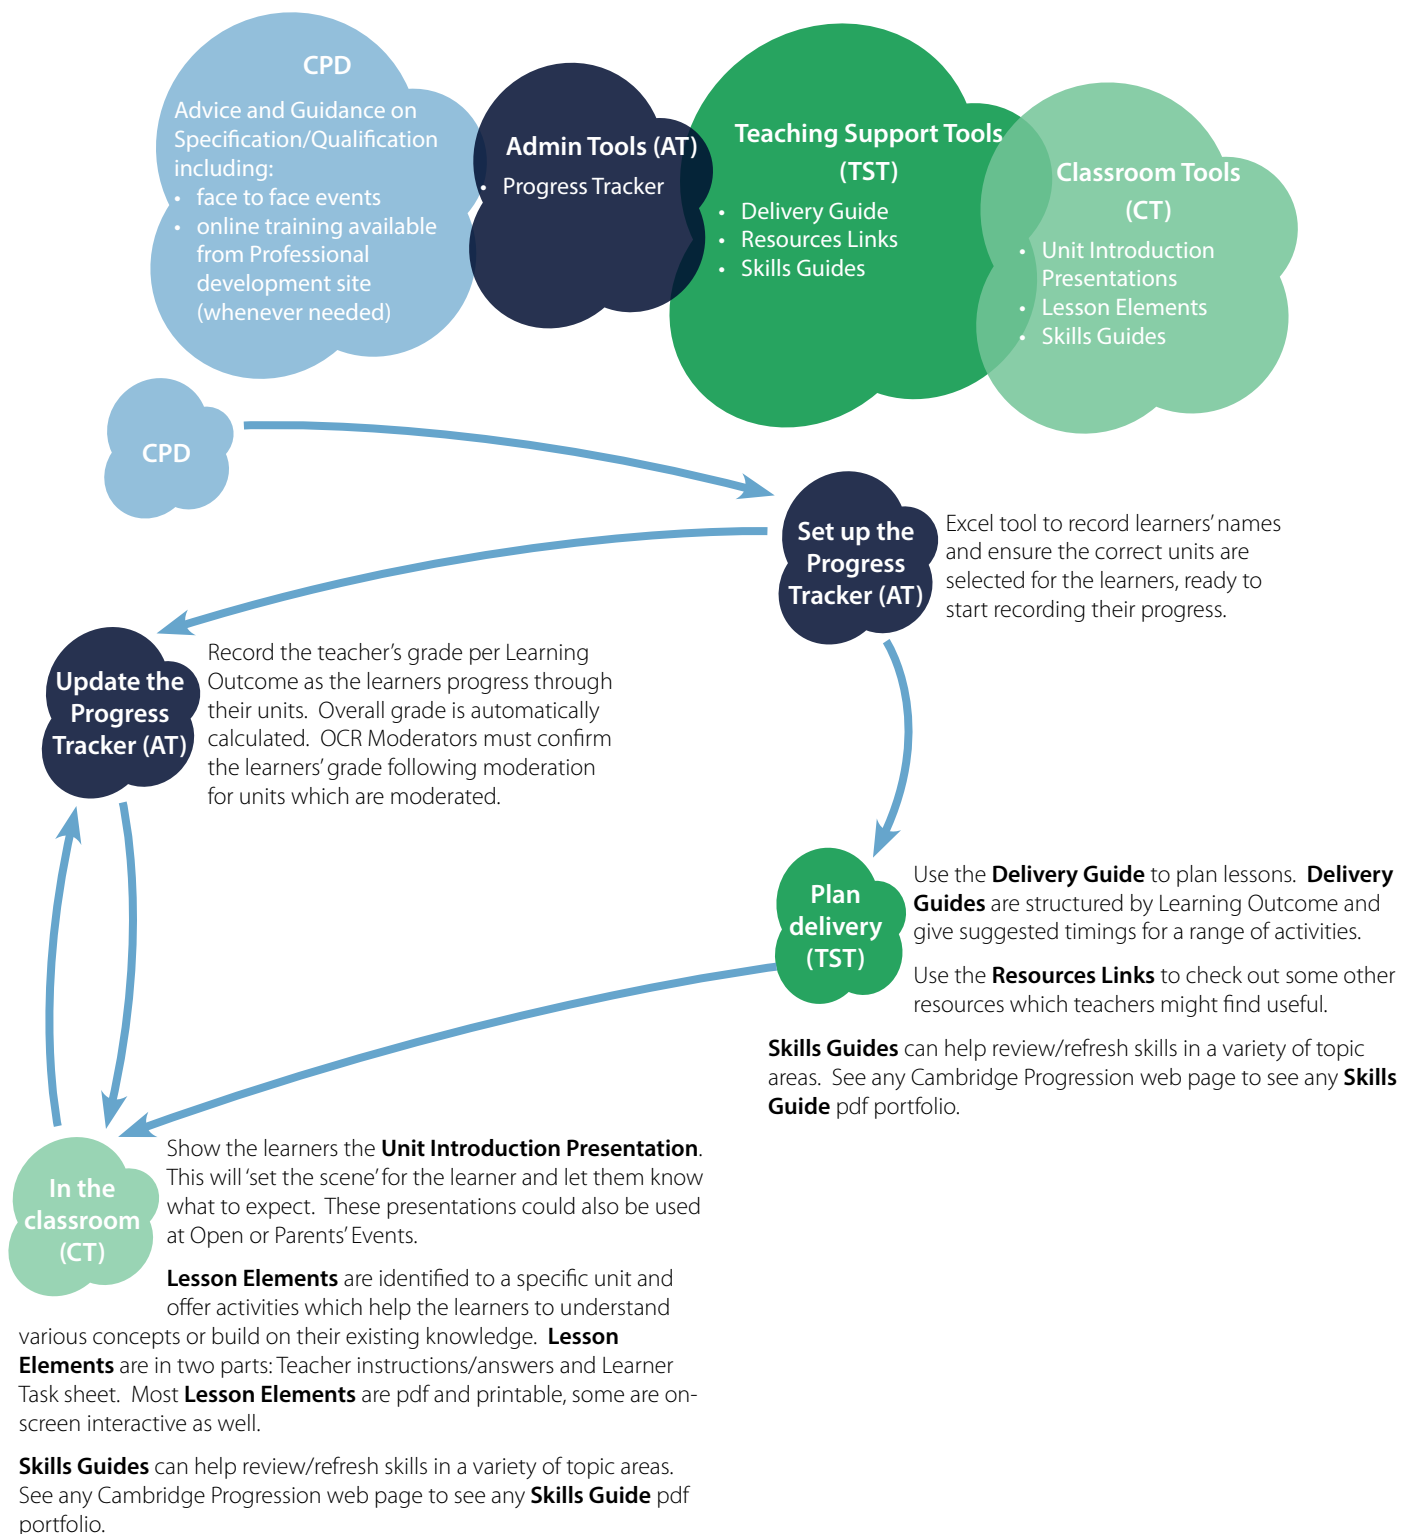 CPD
Advice and Guidance on
Specification/Qualification
including:
• face to face events
• online training available
from Professional
development site
(whenever needed)
Admin Tools (AT)
• Progress Tracker
Teaching Support Tools
(TST)
• Delivery Guide
• Resources Links
• Skills Guides
Classroom Tools
(CT)
• Unit Introduction
Presentations
• Lesson Elements
• Skills Guides
CPD
Set up the
Progress
Tracker (AT)
Excel tool to record learners’ names
and ensure the correct units are
selected for the learners, ready to
start recording their progress.
Update the
Progress
Tracker (AT)
Record the teacher’s grade per Learning
Outcome as the learners progress through
their units. Overall grade is automatically
calculated. OCR Moderators must confirm
the learners’ grade following moderation
for units which are moderated.
Plan
delivery
(TST)
Use the Delivery Guide to plan lessons. Delivery
Guides are structured by Learning Outcome and
give suggested timings for a range of activities.
Use the Resources Links to check out some other
resources which teachers might find useful.
Skills Guides can help review/refresh skills in a variety of topic
areas. See any Cambridge Progression web page to see any Skills
Guide pdf portfolio.
In the
classroom
(CT)
Show the learners the Unit Introduction Presentation.
This will ‘set the scene’ for the learner and let them know
what to expect. These presentations could also be used
at Open or Parents’ Events.
Lesson Elements are identified to a specific unit and
offer activities which help the learners to understand
various concepts or build on their existing knowledge. Lesson
Elements are in two parts: Teacher instructions/answers and Learner
Task sheet. Most Lesson Elements are pdf and printable, some are on-
screen interactive as well.
Skills Guides can help review/refresh skills in a variety of topic areas.
See any Cambridge Progression web page to see any Skills Guide pdf
portfolio.